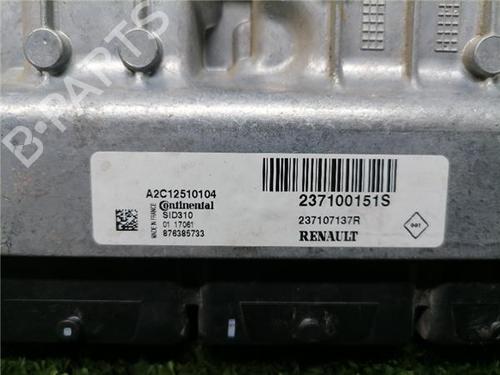 B-PARTS
A2C12510104
Continental
SID310
MADE IN FRANCE
01 17061
876385733
237100151S
237107137R
RENAULT